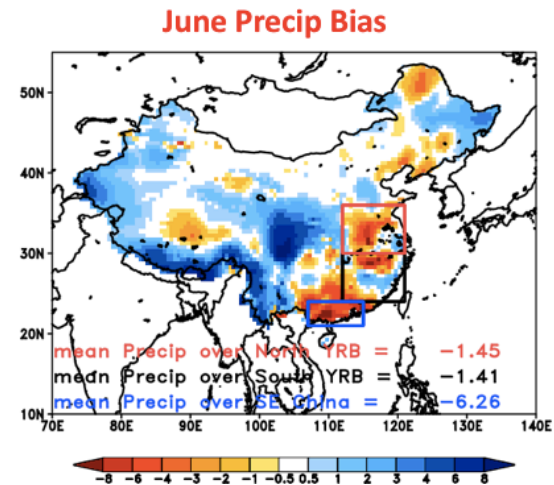 June Precip Bias
50N
40N
30N
mean Precip over North YRB = -1.45
20N
mean Precip over South YRB = -1.41
mean Precip over SE China = -6.26
10N
70E 80E 90E 100E 110E 120E 130E 140E
-8 -6 -4 -3 -2 -1 -0.5 0.5 1 2 3 4 6 8